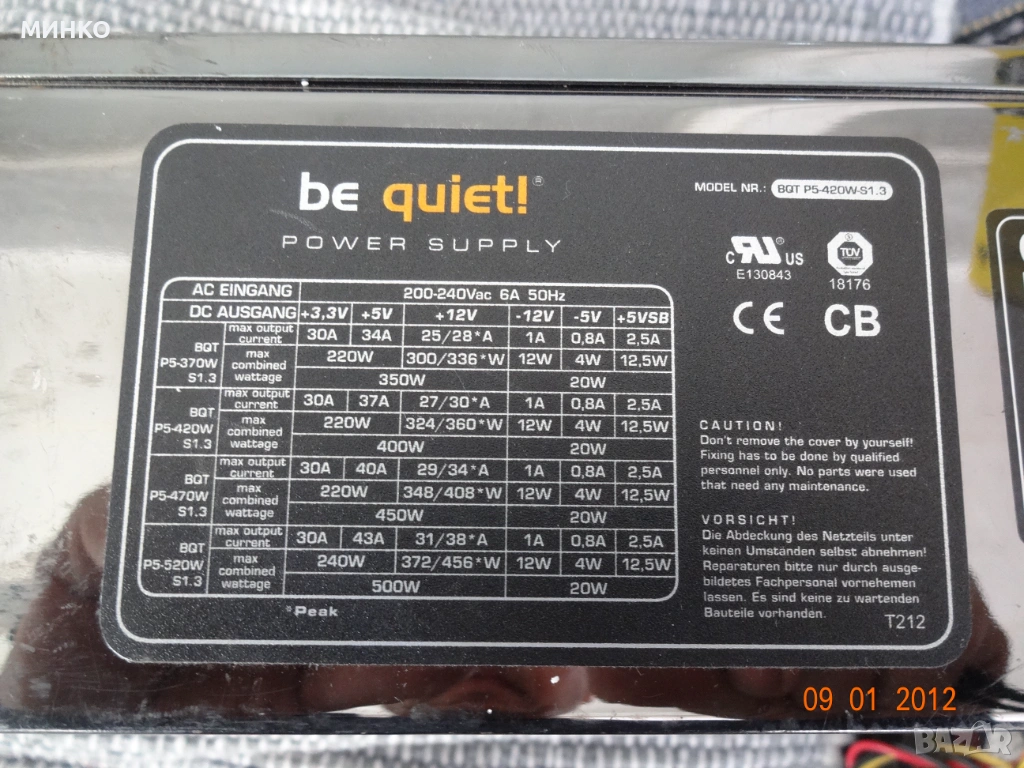 МИНКО
be quiet!®
POWER SUPPLY
MODEL NR.: BQT P5-420W-S1.3
c RU ® US
E130843
TÜV
18176
CE CB
AC EINGANG 200-240Vac 6A 50Hz
DC AUSGANG +3,3V +5V +12V -12V -5V +5VSB
BQT P5-370W S1.3
max output current 30A 34A 25/28*A 1A 0,8A 2,5A
max combined wattage 220W 300/336*W 12W 4W 12,5W
350W 20W
BQT P5-420W S1.3
max output current 30A 37A 27/30*A 1A 0,8A 2,5A
max combined wattage 220W 324/360*W 12W 4W 12,5W
400W 20W
BQT P5-470W S1.3
max output current 30A 40A 29/34*A 1A 0,8A 2,5A
max combined wattage 220W 348/408*W 12W 4W 12,5W
450W 20W
BQT P5-520W S1.3
max output current 30A 43A 31/38*A 1A 0,8A 2,5A
max combined wattage 240W 372/456*W 12W 4W 12,5W
500W 20W
*Peak
CAUTION!
Don't remove the cover by yourself!
Fixing has to be done by qualified
personnel only. No parts were used
that need any maintenance.
VORSICHT!
Die Abdeckung des Netzteils unter
keinen Umständen selbst abnehmen!
Reparaturen bitte nur durch ausge-
bildetes Fachpersonal vornehemen
lassen. Es sind keine zu wartenden
Bauteile vorhanden.
T212
09 01 2012
BAZAR